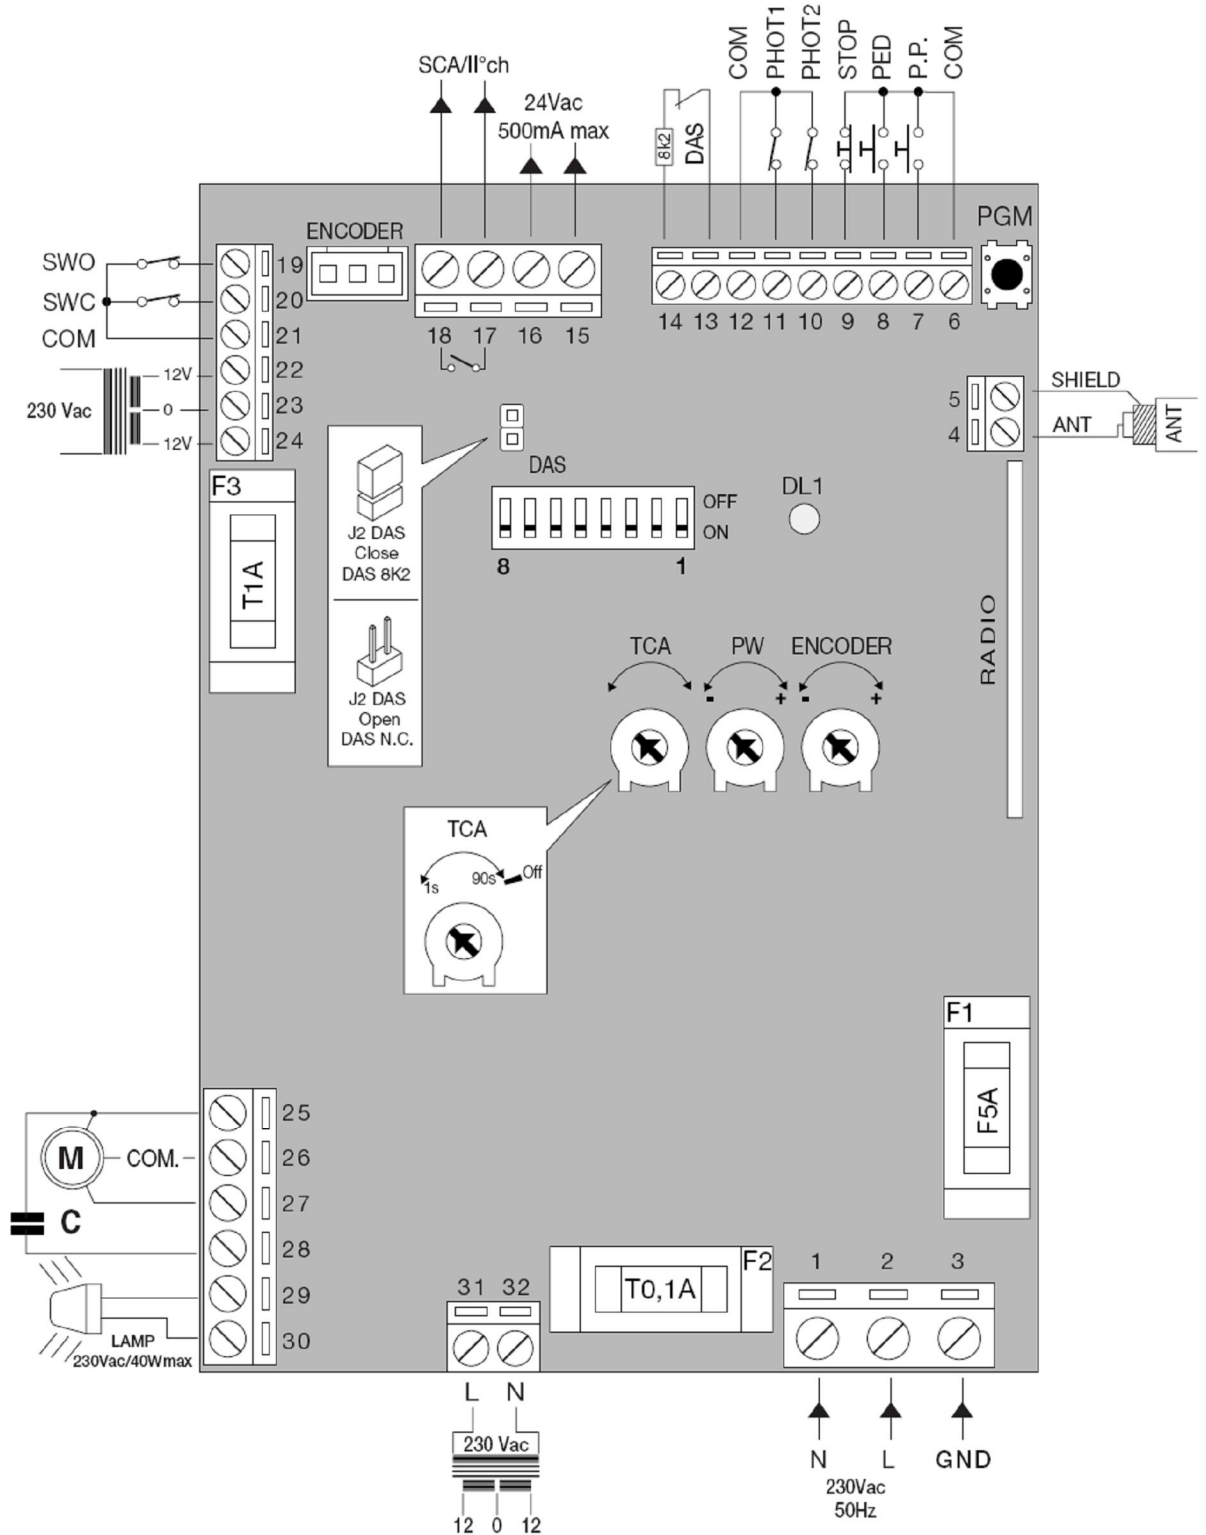 COM
PHOT1
PHOT2
STOP
PED
P.P.
COM
SCA/II°ch
24Vac
500mA max
8k2
DAS
PGM
ENCODER
SWO
SWC
COM
19
20
21
22
23
24
18 17 16 15
14 13 12 11 10 9 8 7 6
230 Vac
12V
0
12V
5
4
SHIELD
ANT
ANT
F3
T1A
J2 DAS
Close
DAS 8K2
J2 DAS
Open
DAS N.C.
DAS
OFF
ON
8 1
DL1
RADIO
TCA PW ENCODER
- + - +
TCA
1s 90s Off
F1
F5A
25
26
27
28
29
30
M
COM.
C
LAMP
230Vac/40Wmax
31 32
L N
230 Vac
12 0 12
F2
T0,1A
1 2 3
N L GND
230Vac
50Hz